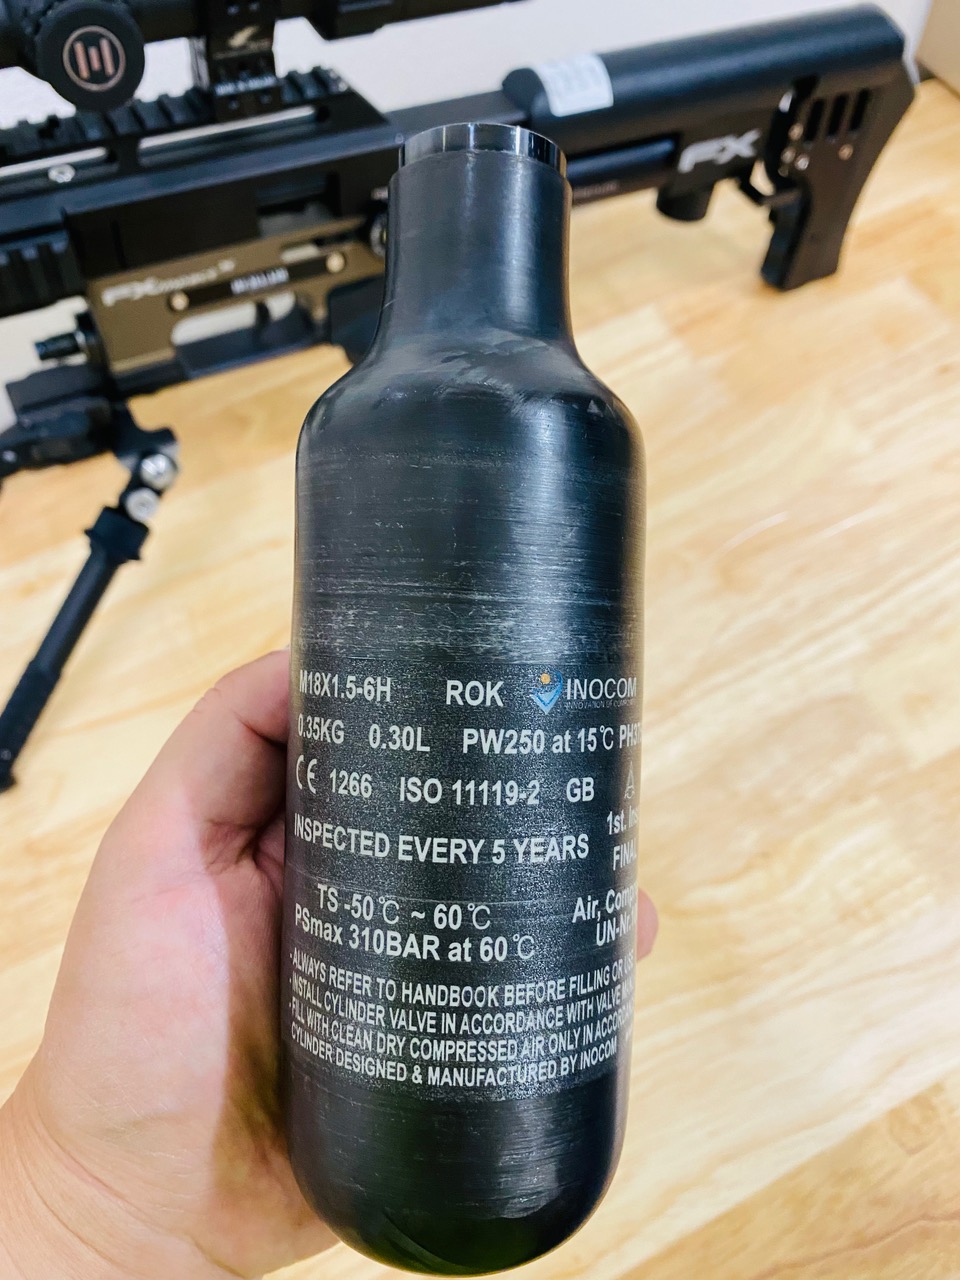 FX
FX
M18X1.5-6H ROK INOCOM
0.35KG 0.30L PW250 at 15℃
CE 1266 ISO 11119-2 GB
1st.
INSPECTED EVERY 5 YEARS
TS -50℃ ~ 60℃ Air,
PSmax 310BAR at 60℃
-ALWAYS REFER TO HANDBOOK BEFORE FILLING OR
-INSTALL CYLINDER VALVE IN ACCORDANCE WITH VALVE
-FILL WITH CLEAN DRY COMPRESSED AIR ONLY IN
CYLINDER DESIGNED & MANUFACTURED BY INOCOM